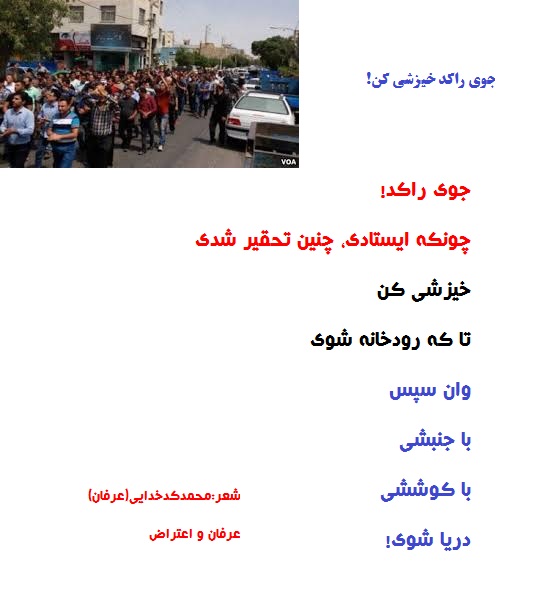 جوی راکد خیزشی کن!
VOA
جوی راکد!
چونکه ایستادی، چنین تحقیر شدی
خیزشی کن
تا که رودخانه شوی
وان سپس
با جنبشی
با کوششی
دریا شوی!
شعر:محمدکدخدایی(عرفان)
عرفان و اعتراض